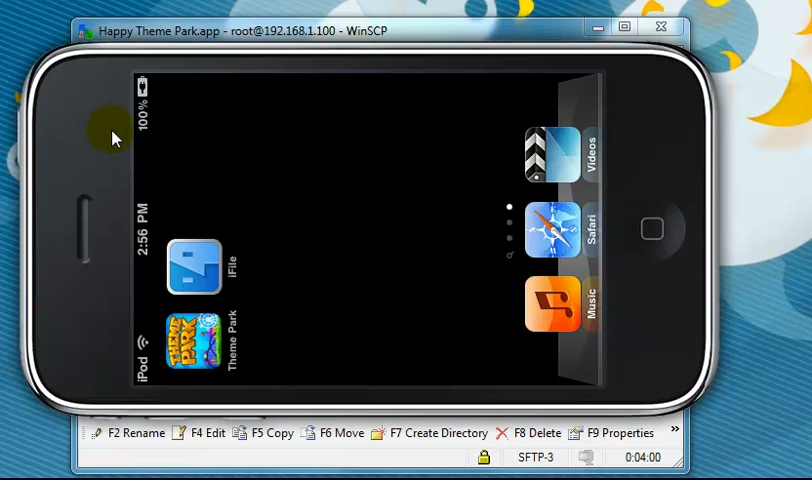 Happy Theme Park.app - root@192.168.1.100 - WinSCP
iPod
2:56 PM
100%
THEME PARK
Theme Park
iFile
Music
Safari
Videos
F2 Rename F4 Edit F5 Copy F6 Move F7 Create Directory F8 Delete F9 Properties »
SFTP-3 0:04:00